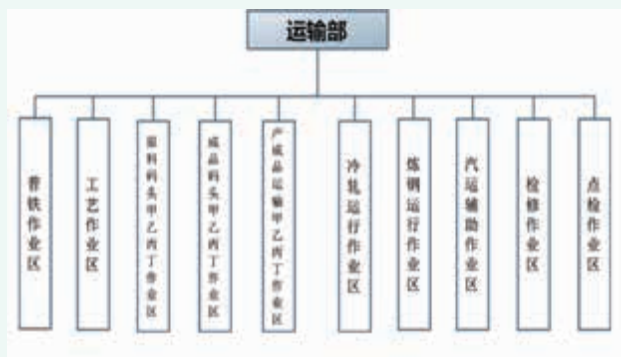 运输部
普铁作业区
工艺作业区
原料码头甲乙丙丁作业区
成品码头甲乙丙丁作业区
产成品运输甲乙丙丁作业区
冷轧运行作业区
炼钢运行作业区
汽运辅助作业区
检修作业区
点检作业区